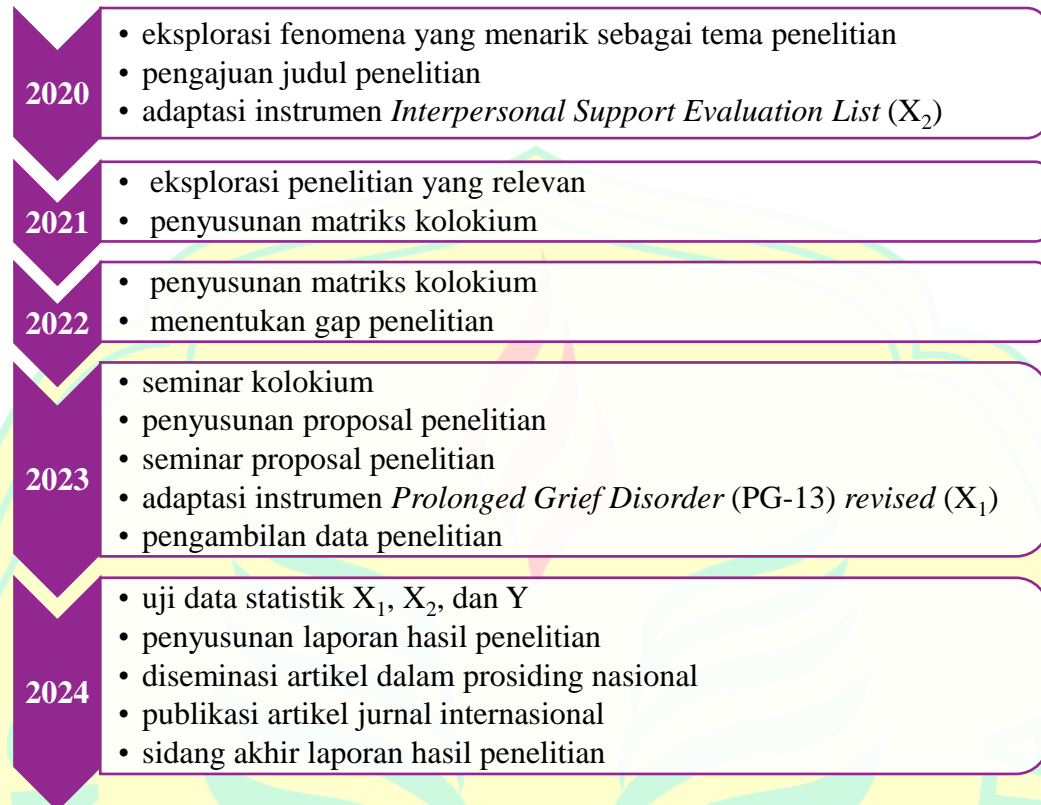 2020
• eksplorasi fenomena yang menarik sebagai tema penelitian
• pengajuan judul penelitian
• adaptasi instrumen Interpersonal Support Evaluation List (X₂)
2021
• eksplorasi penelitian yang relevan
• penyusunan matriks kolokium
2022
• penyusunan matriks kolokium
• menentukan gap penelitian
2023
• seminar kolokium
• penyusunan proposal penelitian
• seminar proposal penelitian
• adaptasi instrumen Prolonged Grief Disorder (PG-13) revised (X₁)
• pengambilan data penelitian
2024
• uji data statistik X₁, X₂, dan Y
• penyusunan laporan hasil penelitian
• diseminasi artikel dalam prosiding nasional
• publikasi artikel jurnal internasional
• sidang akhir laporan hasil penelitian